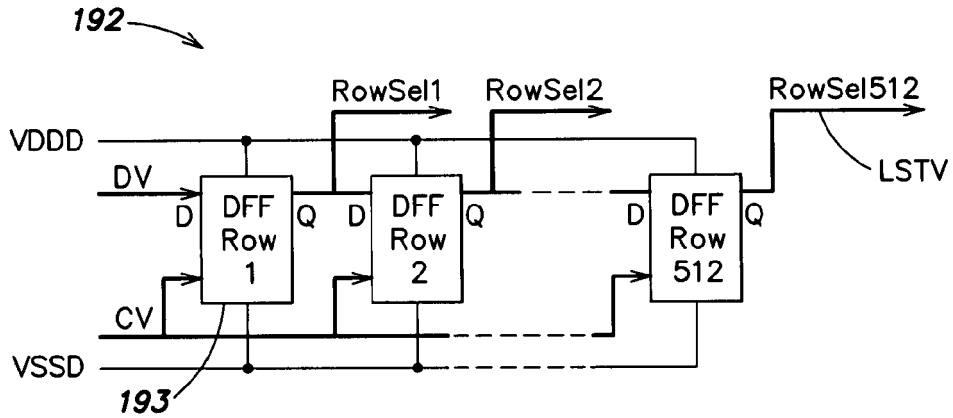 192
RowSel1
RowSel2
RowSel512
VDDD
DV
LSTV
D
DFF
Row
1
Q
D
DFF
Row
2
Q
D
DFF
Row
512
Q
CV
VSSD
193